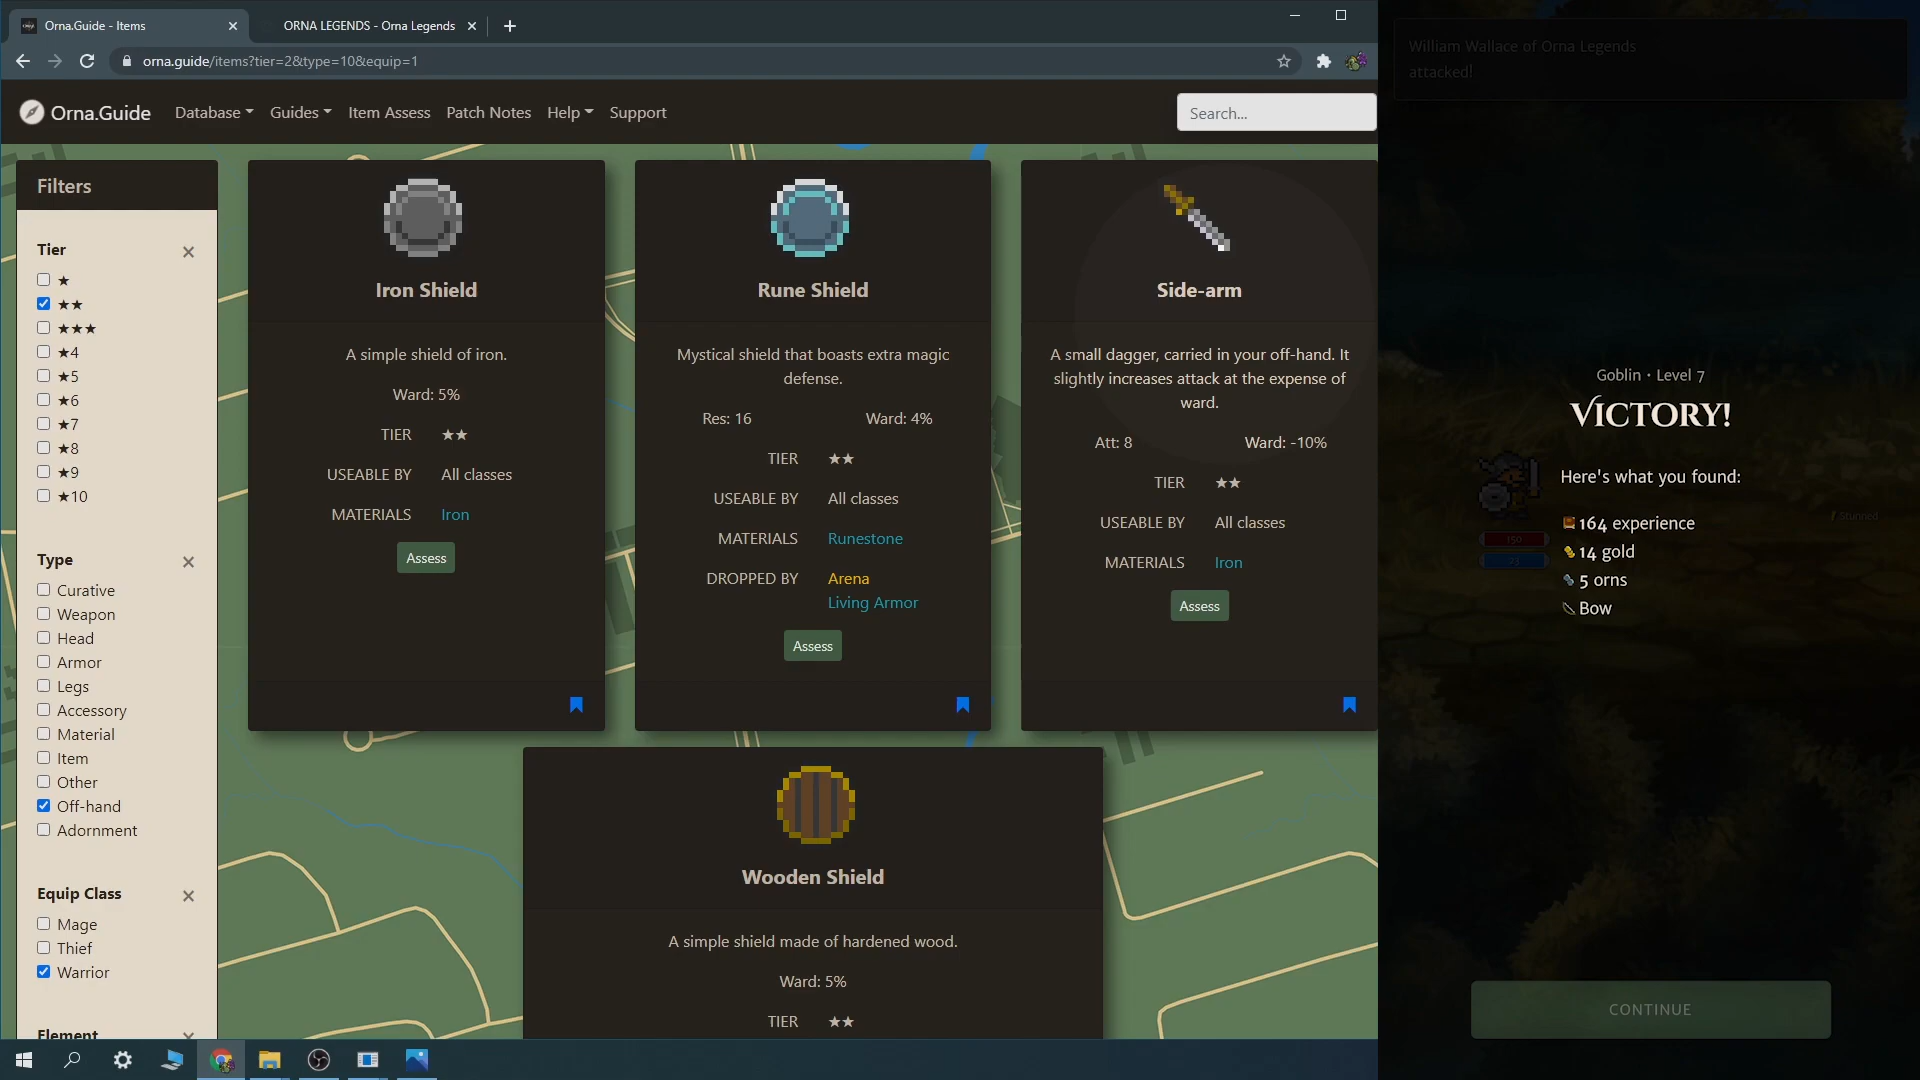 Orna.Guide - Items
ORNA LEGENDS - Orna Legends
orna.guide/items?tier=2&type=10&equip=1
Orna.Guide
Database
Guides
Item Assess
Patch Notes
Help
Support
Search...
Filters
Tier
★
★★
★★★
★4
★5
★6
★7
★8
★9
★10
Type
Curative
Weapon
Head
Armor
Legs
Accessory
Material
Item
Other
Off-hand
Adornment
Equip Class
Mage
Thief
Warrior
Element
Iron Shield
A simple shield of iron.
Ward: 5%
TIER ★★
USEABLE BY All classes
MATERIALS Iron
Assess
Rune Shield
Mystical shield that boasts extra magic
defense.
Res: 16 Ward: 4%
TIER ★★
USEABLE BY All classes
MATERIALS Runestone
DROPPED BY Arena
Living Armor
Assess
Side-arm
A small dagger, carried in your off-hand. It
slightly increases attack at the expense of
ward.
Att: 8 Ward: -10%
TIER ★★
USEABLE BY All classes
MATERIALS Iron
Assess
Wooden Shield
A simple shield made of hardened wood.
Ward: 5%
TIER ★★
William Wallace of Orna Legends
attacked!
Goblin • Level 7
VICTORY!
Here's what you found:
164 experience
14 gold
5 orns
Bow
150
73
Stunned
CONTINUE